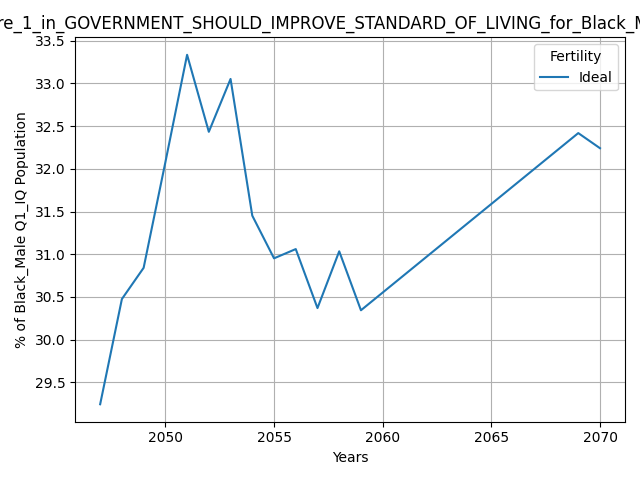 re_1_in_GOVERNMENT_SHOULD_IMPROVE_STANDARD_OF_LIVING_for_Black_M
33.5
33.0
32.5
32.0
31.5
31.0
30.5
30.0
29.5
% of Black_Male Q1_IQ Population
Fertility
Ideal
2050 2055 2060 2065 2070
Years